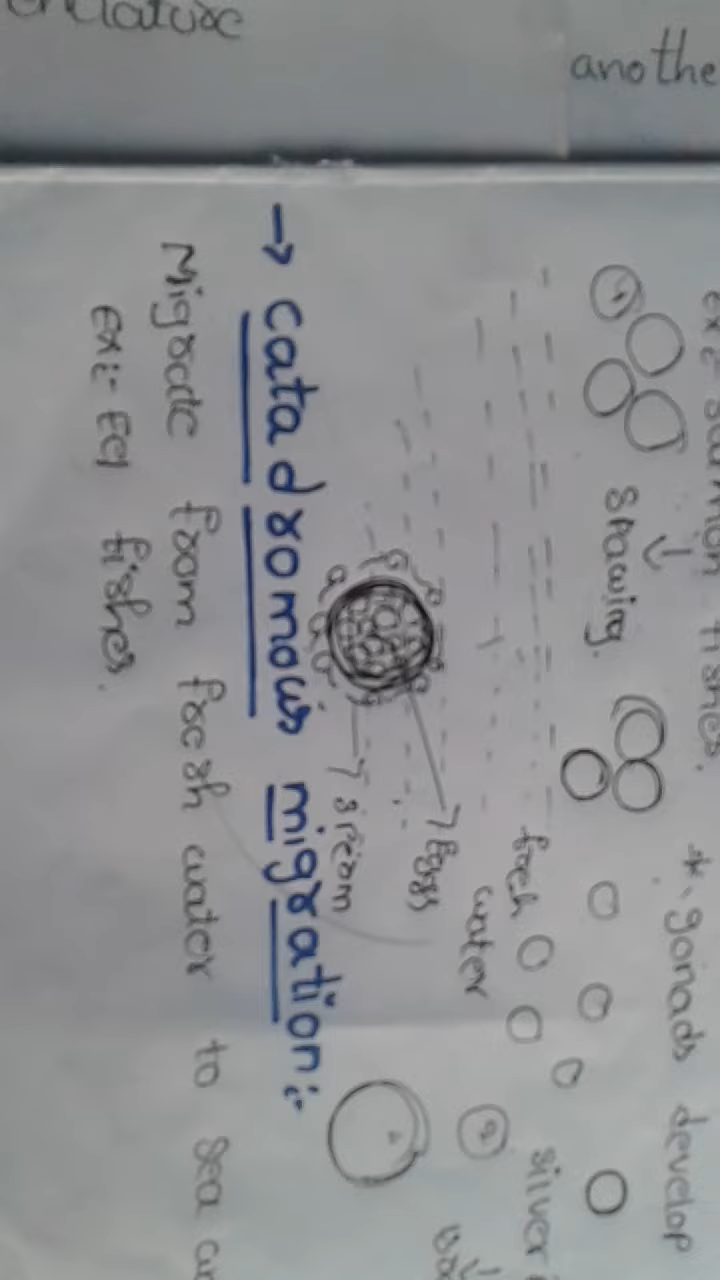 anothe
ex:- salmon fishes.
* gonads develop
spawing.
silver
fresh
water
Eggs
sperm
→ catadromous migration:-
Migrate from fresh water to sea
ex:- Eel fishes.